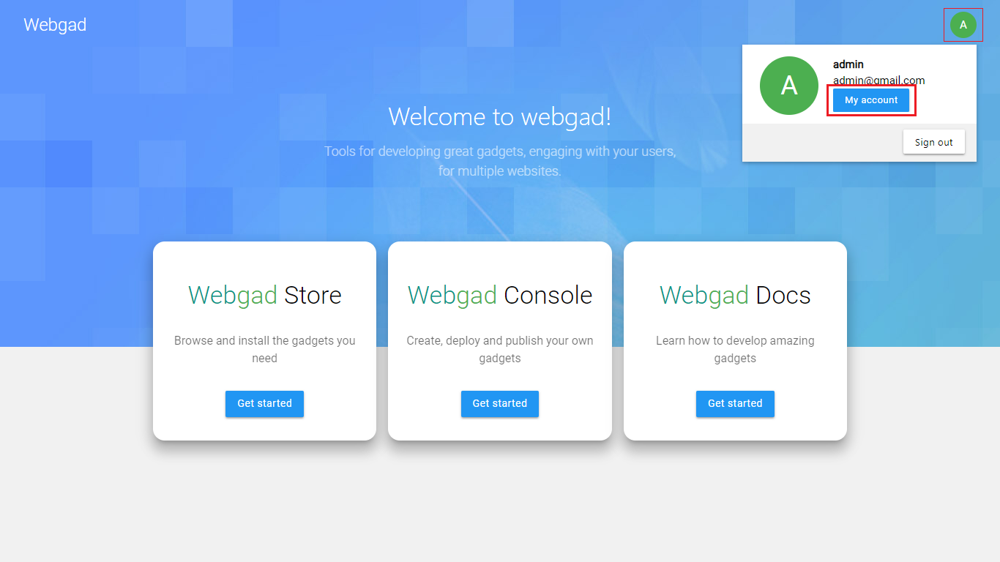 Webgad
A
A
admin
admin@gmail.com
My account
Sign out
Welcome to webgad!
Tools for developing great gadgets, engaging with your users,
for multiple websites.
Webgad Store
Browse and install the gadgets you
need
Get started
Webgad Console
Create, deploy and publish your own
gadgets
Get started
Webgad Docs
Learn how to develop amazing
gadgets
Get started